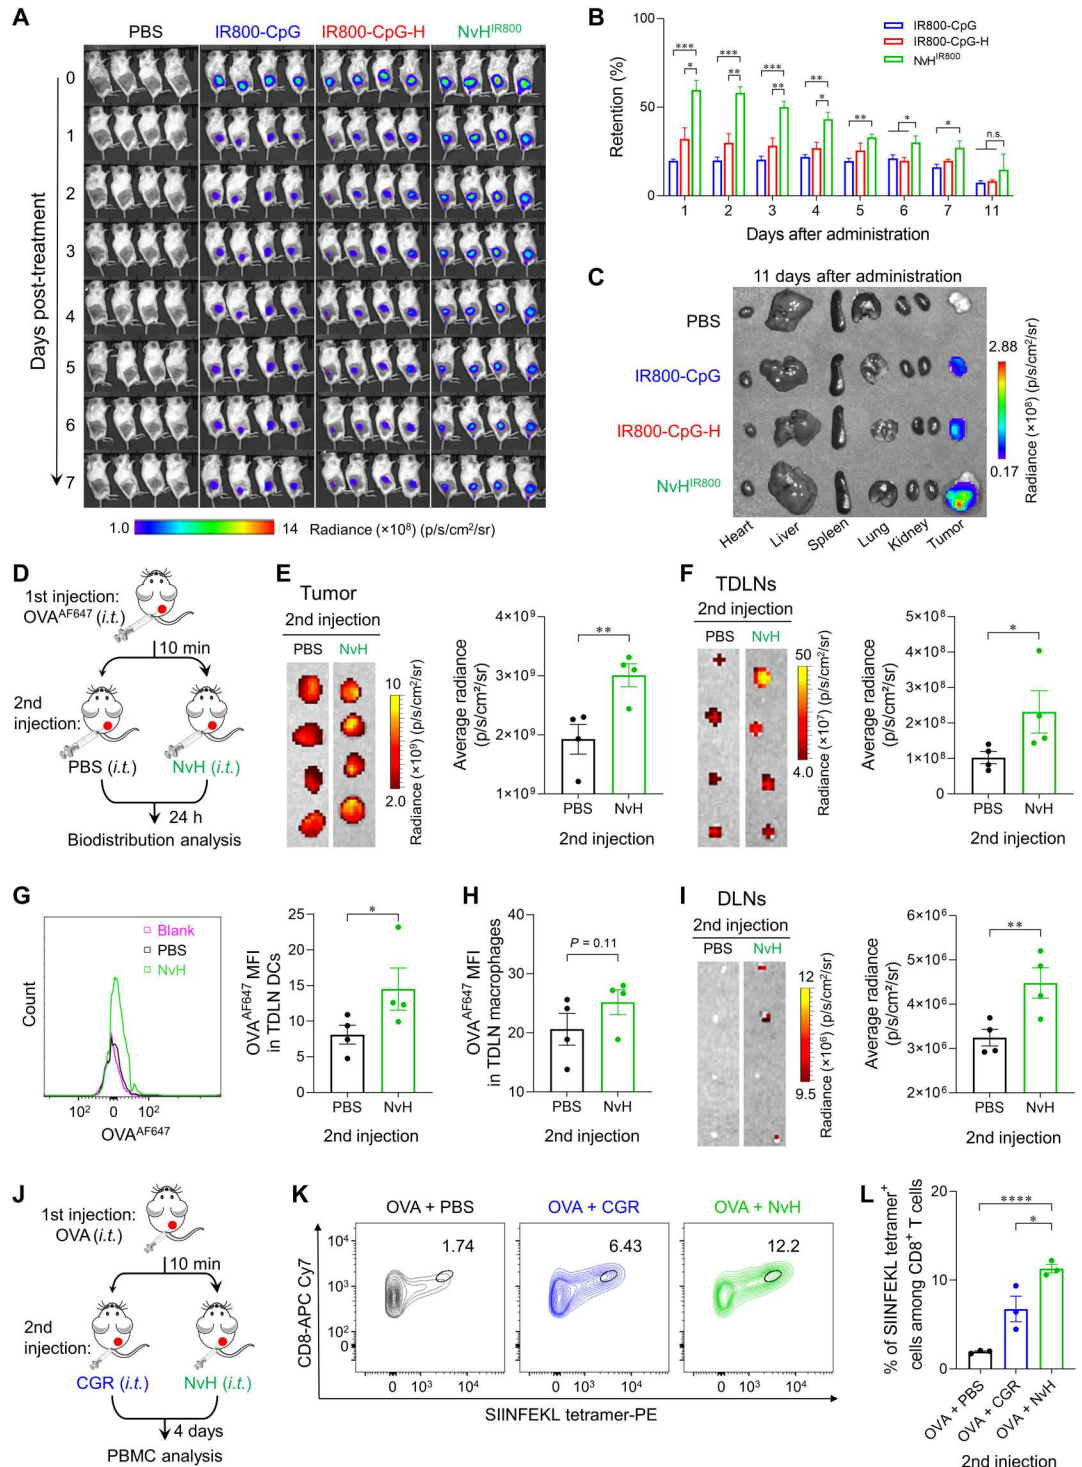 A
PBS
IR800-CpG
IR800-CpG-H
NvH^IR800
Days post-treatment
0
1
2
3
4
5
6
7
1.0
14
Radiance (×10⁸) (p/s/cm²/sr)
B
IR800-CpG
IR800-CpG-H
NvH^IR800
Retention (%)
100
50
0
***
*
***
**
***
**
**
*
**
*
*
n.s.
1 2 3 4 5 6 7 11
Days after administration
C
11 days after administration
PBS
IR800-CpG
IR800-CpG-H
NvH^IR800
Heart Liver Spleen Lung Kidney Tumor
2.88
0.17
Radiance (×10⁸) (p/s/cm²/sr)
D
1st injection:
OVA^AF647 (i.t.)
10 min
2nd
injection:
PBS (i.t.)
NvH (i.t.)
24 h
Biodistribution analysis
E
Tumor
2nd injection
PBS NvH
10
2.0
Radiance (×10⁹) (p/s/cm²/sr)
Average radiance
(p/s/cm²/sr)
4×10⁹
3×10⁹
2×10⁹
1×10⁹
**
PBS NvH
2nd injection
F
TDLNs
2nd injection
PBS NvH
50
4.0
Radiance (×10⁷) (p/s/cm²/sr)
Average radiance
(p/s/cm²/sr)
5×10⁸
4×10⁸
3×10⁸
2×10⁸
1×10⁸
0
*
PBS NvH
2nd injection
G
Blank
PBS
NvH
Count
10² 0 10²
OVA^AF647
OVA^AF647 MFI
in TDLN DCs
25
20
15
10
5
0
*
PBS NvH
2nd injection
H
OVA^AF647 MFI
in TDLN macrophages
40
30
20
10
P = 0.11
PBS NvH
2nd injection
I
DLNs
2nd injection
PBS NvH
12
9.5
Radiance (×10⁶) (p/s/cm²/sr)
Average radiance
(p/s/cm²/sr)
6×10⁶
5×10⁶
3×10⁶
2×10⁶
**
PBS NvH
2nd injection
J
1st injection:
OVA (i.t.)
10 min
2nd
injection:
CGR (i.t.)
NvH (i.t.)
4 days
PBMC analysis
K
OVA + PBS
OVA + CGR
OVA + NvH
1.74
6.43
12.2
CD8-APC Cy7
10⁴
10³
10²
0
0 10³ 10⁴
0 10³ 10⁴
0 10³ 10⁴
SIINFEKL tetramer-PE
L
% of SIINFEKL tetramer⁺
cells among CD8⁺ T cells
20
10
0
****
*
OVA + PBS
OVA + CGR
OVA + NvH
2nd injection